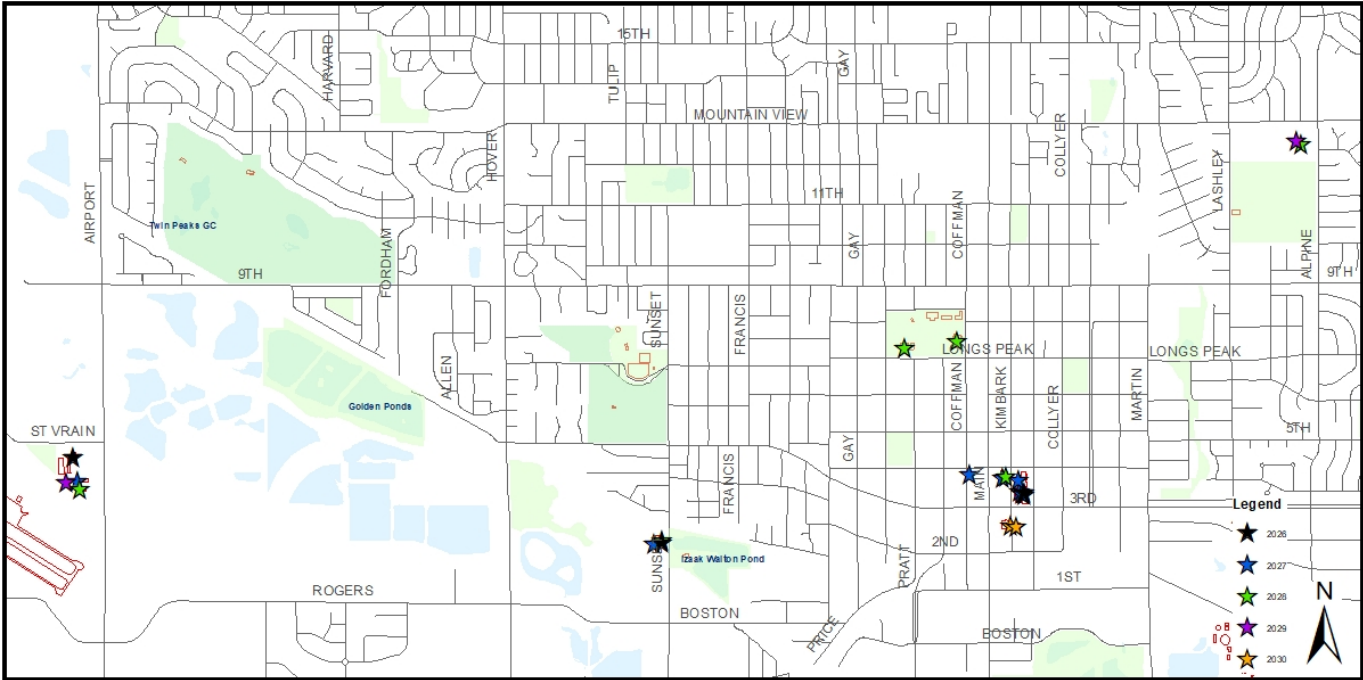 15TH
HARVARD
TULIP
GAY
MOUNTAIN VIEW
HOVER
COLLYER
LASHLEY
AIRPORT
11TH
COFFMAN
Twin Peaks GC
FORDHAM
GAY
ALPINE
9TH
9TH
SUNSET
FRANCIS
LONGS PEAK
LONGS PEAK
ALLEN
COFFMAN
KIMBARK
COLLYER
MARTIN
Golden Ponds
ST VRAIN
5TH
GAY
FRANCIS
MAIN
3RD
Legend
2026
2ND
SUNSE
Izaak Walton Pond
2027
PRATT
1ST
ROGERS
2028
N
BOSTON
PRICE
BOSTON
2029
2030